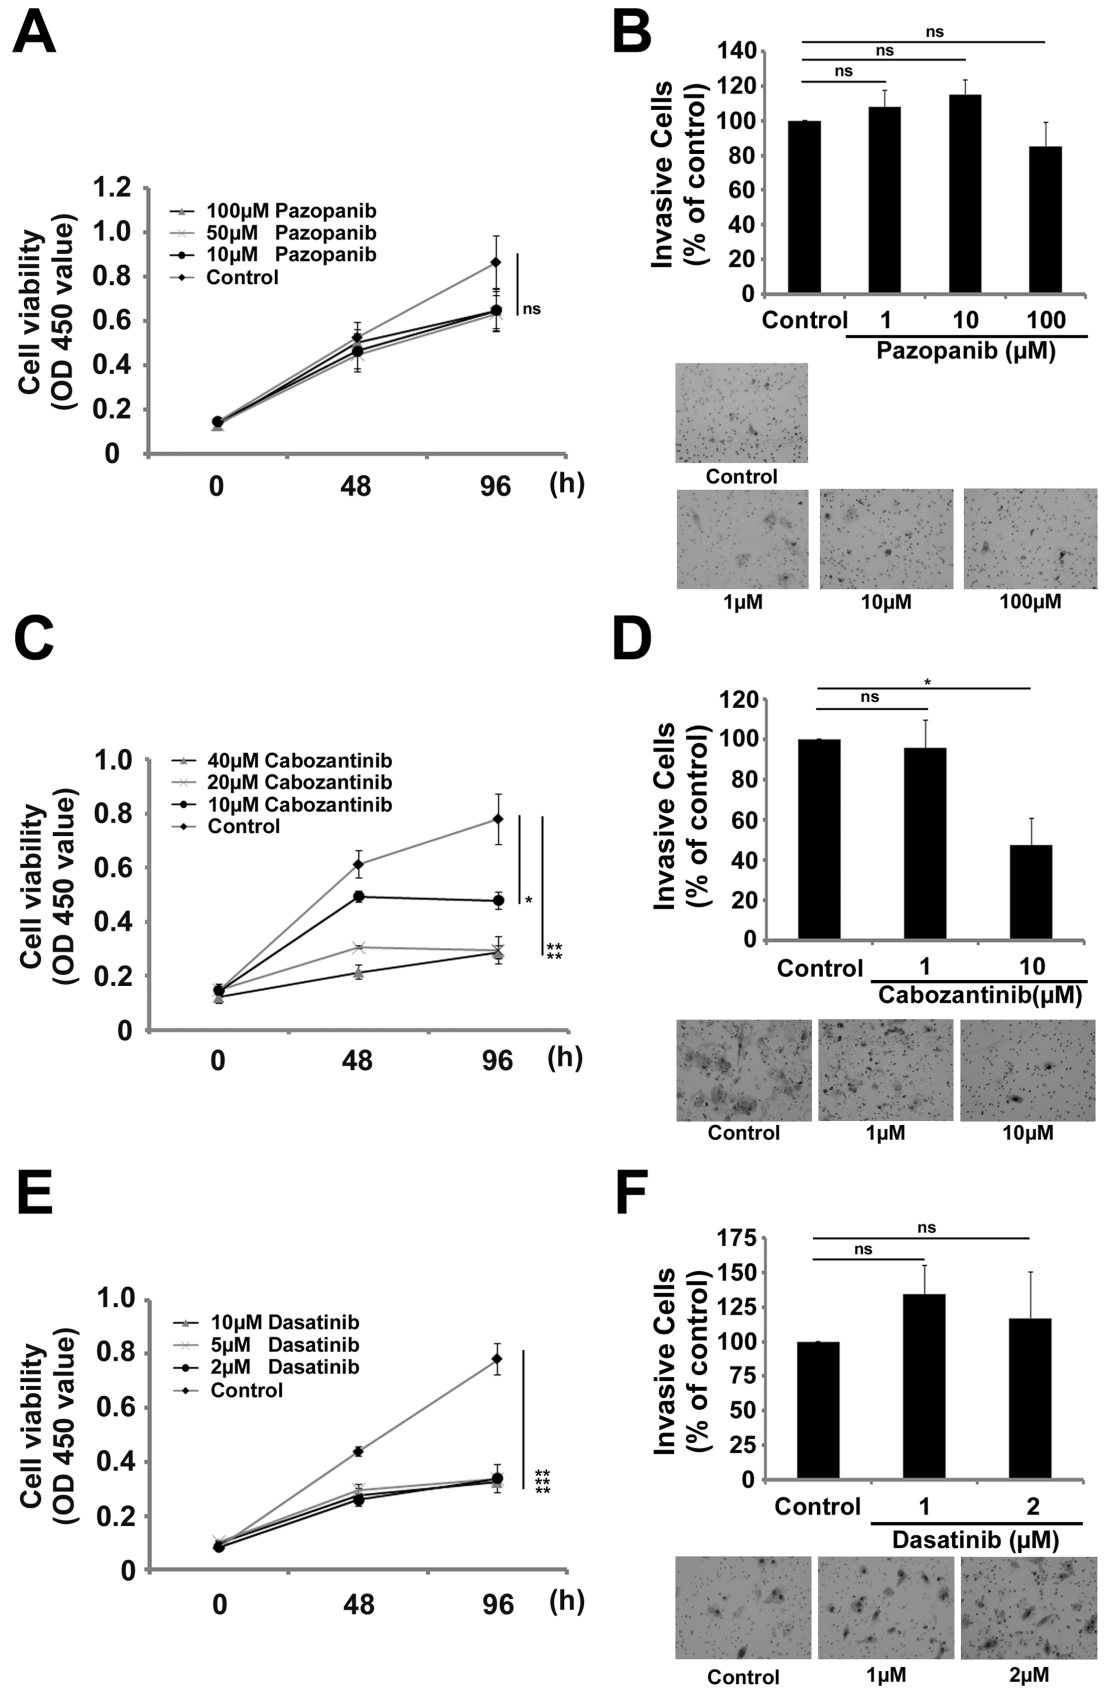 A
Cell viability
(OD 450 value)
1.2
1.0
0.8
0.6
0.4
0.2
0
100µM Pazopanib
50µM Pazopanib
10µM Pazopanib
Control
ns
0 48 96 (h)
B
Invasive Cells
(% of control)
140
120
100
80
60
40
20
0
ns
ns
ns
Control 1 10 100
Pazopanib (µM)
Control
1µM 10µM 100µM
C
Cell viability
(OD 450 value)
1.0
0.8
0.6
0.4
0.2
0
40µM Cabozantinib
20µM Cabozantinib
10µM Cabozantinib
Control
*
**
**
0 48 96 (h)
D
Invasive Cells
(% of control)
120
100
80
60
40
20
0
*
ns
Control 1 10
Cabozantinib(µM)
Control 1µM 10µM
E
Cell viability
(OD 450 value)
1.0
0.8
0.6
0.4
0.2
0
10µM Dasatinib
5µM Dasatinib
2µM Dasatinib
Control
**
**
**
0 48 96 (h)
F
Invasive Cells
(% of control)
175
150
125
100
75
50
25
0
ns
ns
Control 1 2
Dasatinib (µM)
Control 1µM 2µM